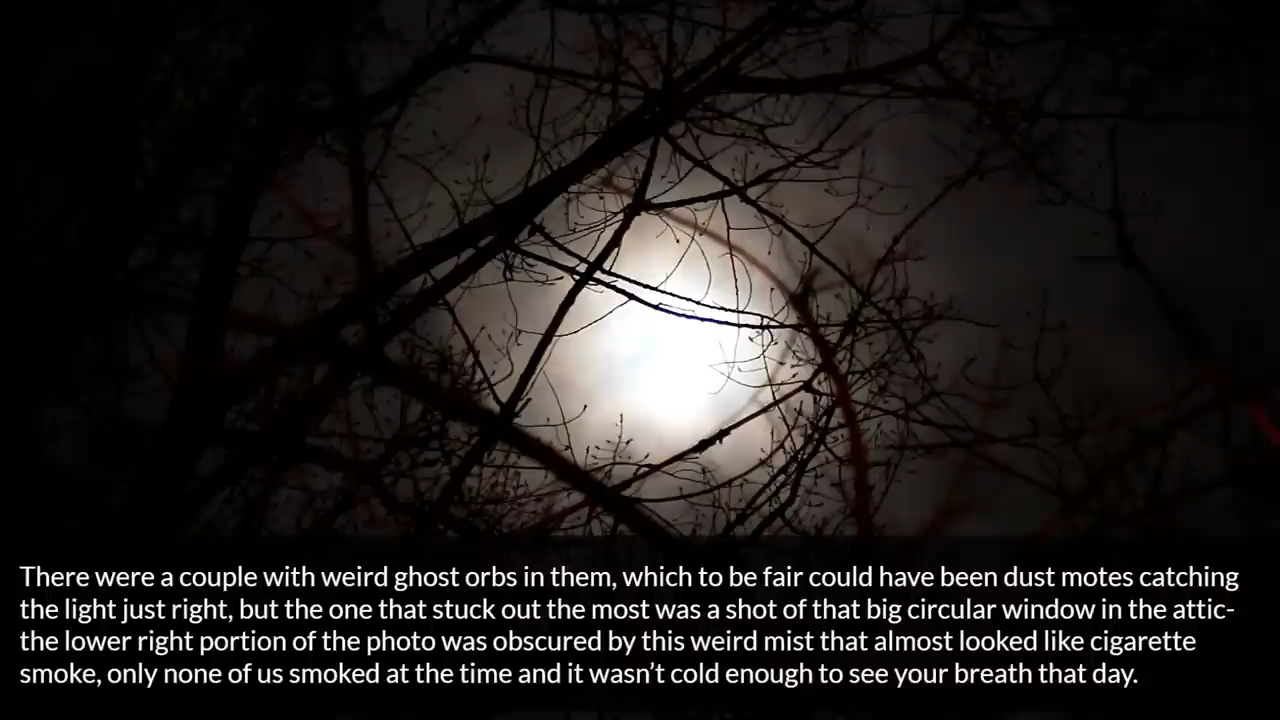 There were a couple with weird ghost orbs in them, which to be fair could have been dust motes catching
the light just right, but the one that stuck out the most was a shot of that big circular window in the attic-
the lower right portion of the photo was obscured by this weird mist that almost looked like cigarette
smoke, only none of us smoked at the time and it wasn’t cold enough to see your breath that day.